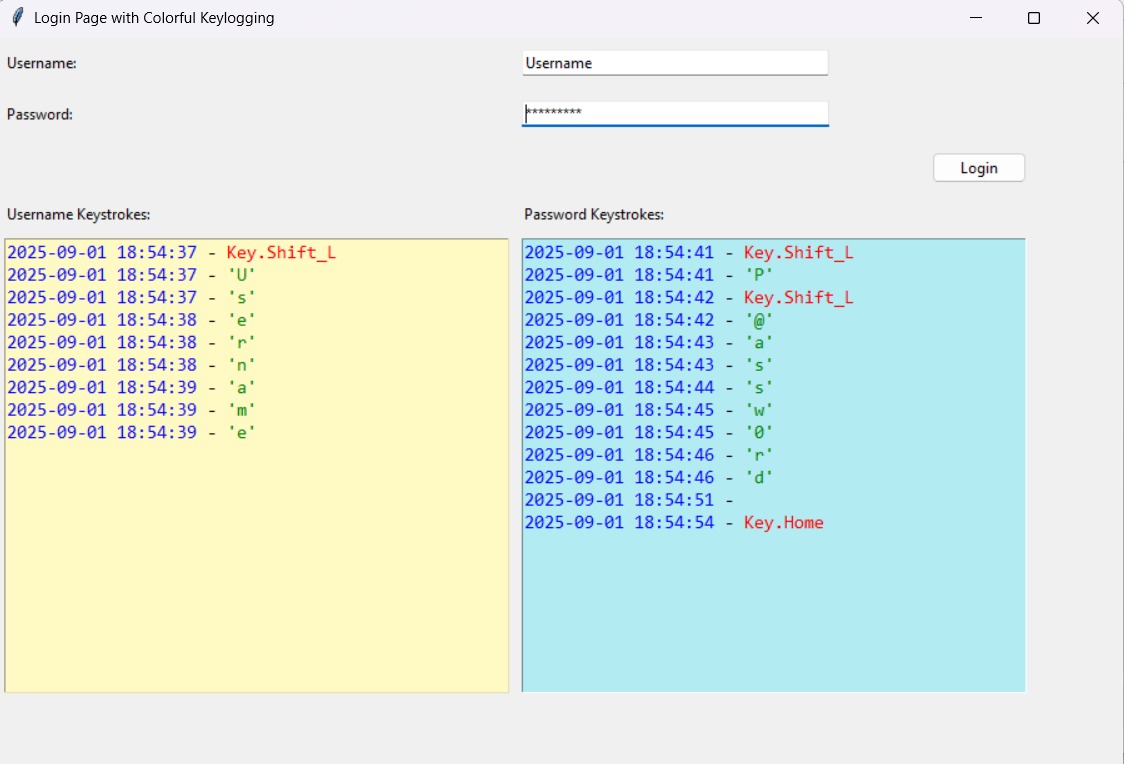 Login Page with Colorful Keylogging
Username: Username
Password: *********
Login
Username Keystrokes:
2025-09-01 18:54:37 - Key.Shift_L
2025-09-01 18:54:37 - 'U'
2025-09-01 18:54:37 - 's'
2025-09-01 18:54:38 - 'e'
2025-09-01 18:54:38 - 'r'
2025-09-01 18:54:38 - 'n'
2025-09-01 18:54:39 - 'a'
2025-09-01 18:54:39 - 'm'
2025-09-01 18:54:39 - 'e'
Password Keystrokes:
2025-09-01 18:54:41 - Key.Shift_L
2025-09-01 18:54:41 - 'P'
2025-09-01 18:54:42 - Key.Shift_L
2025-09-01 18:54:42 - '@'
2025-09-01 18:54:43 - 'a'
2025-09-01 18:54:43 - 's'
2025-09-01 18:54:44 - 's'
2025-09-01 18:54:45 - 'w'
2025-09-01 18:54:45 - '0'
2025-09-01 18:54:46 - 'r'
2025-09-01 18:54:46 - 'd'
2025-09-01 18:54:51 -
2025-09-01 18:54:54 - Key.Home